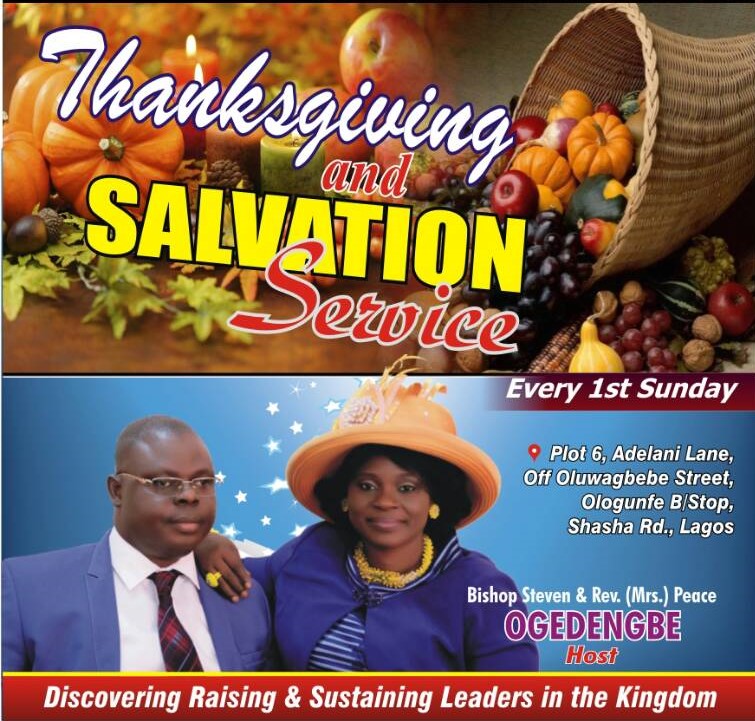 Thanksgiving
and
SALVATION
Service
Every 1st Sunday
Plot 6, Adelani Lane,
Off Oluwagbebe Street,
Ologunfe B/Stop,
Shasha Rd., Lagos
Bishop Steven & Rev. (Mrs.) Peace
OGEDENGBE
Host
Discovering Raising & Sustaining Leaders in the Kingdom